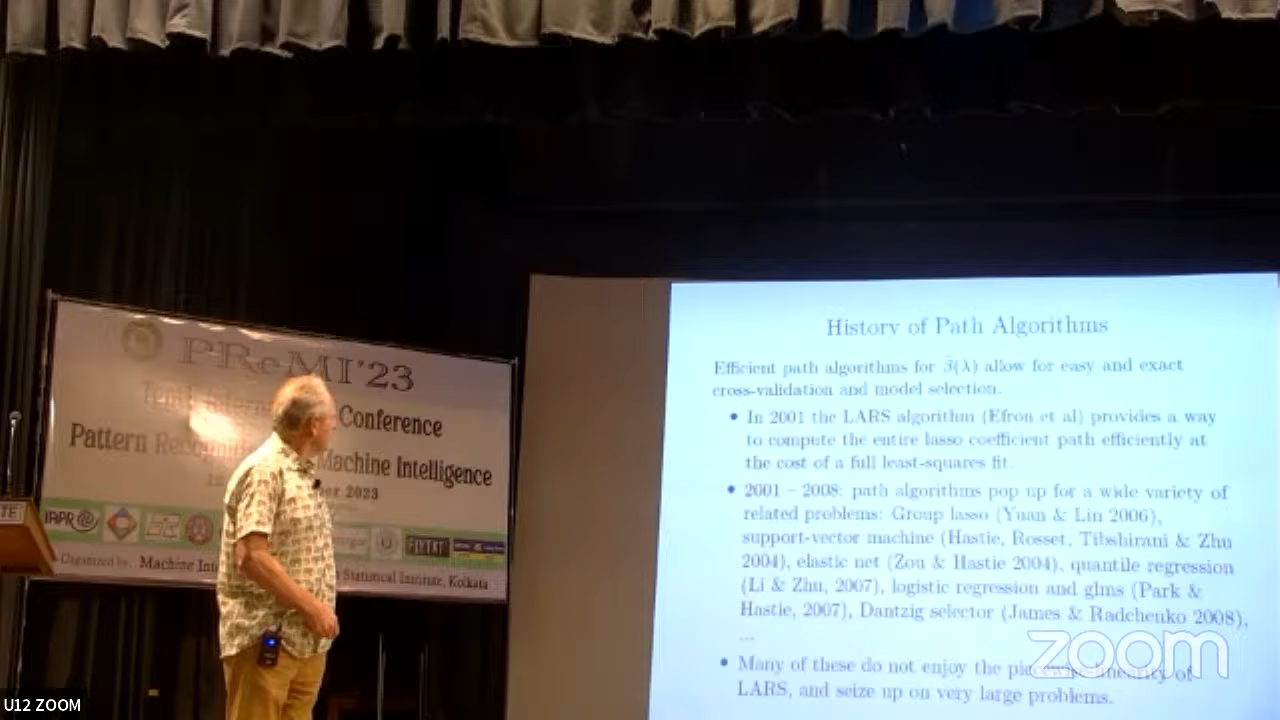 PReMI'23
Conference
Pattern Machine Intelligence
2023
IAPR
TE
Organized by: Machine Int Statistical Institute, Kolkata
History of Path Algorithms
Efficient path algorithms for β̂(λ) allow for easy and exact
cross-validation and model selection.
• In 2001 the LARS algorithm (Efron et al) provides a way
to compute the entire lasso coefficient path efficiently at
the cost of a full least-squares fit.
• 2001 – 2008: path algorithms pop up for a wide variety of
related problems: Group lasso (Yuan & Lin 2006),
support-vector machine (Hastie, Rosset, Tibshirani & Zhu
2004), elastic net (Zou & Hastie 2004), quantile regression
(Li & Zhu, 2007), logistic regression and glms (Park &
Hastie, 2007), Dantzig selector (James & Radchenko 2008),
...
• Many of these do not enjoy the piecewise-linearity of
LARS, and seize up on very large problems.
zoom
U12 ZOOM